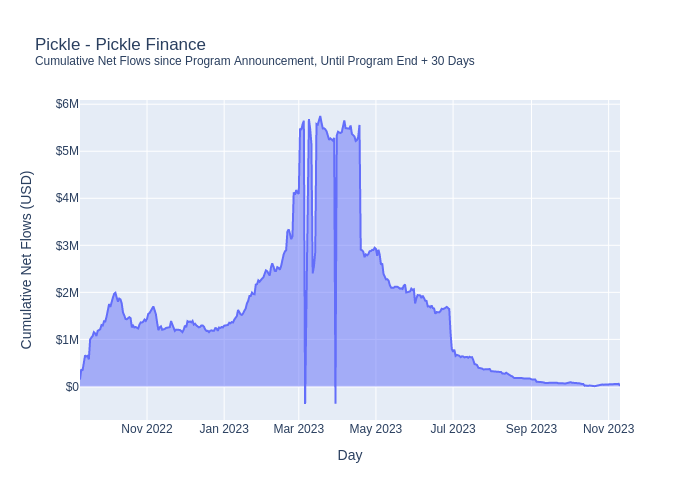 Pickle - Pickle Finance
Cumulative Net Flows since Program Announcement, Until Program End + 30 Days
$6M
$5M
$4M
$3M
$2M
$1M
$0
Cumulative Net Flows (USD)
Nov 2022 Jan 2023 Mar 2023 May 2023 Jul 2023 Sep 2023 Nov 2023
Day